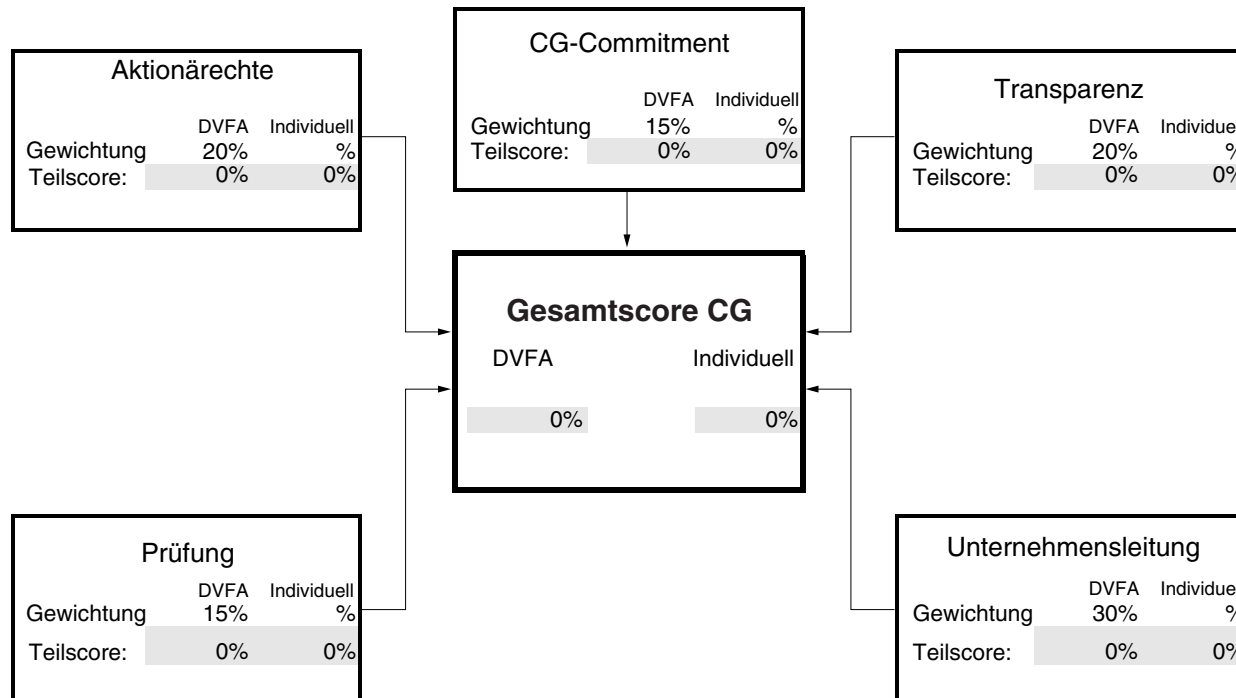 Aktionärechte
DVFA Individuell
Gewichtung 20% %
Teilscore: 0% 0%
CG-Commitment
DVFA Individuell
Gewichtung 15% %
Teilscore: 0% 0%
Transparenz
DVFA Individue
Gewichtung 20% %
Teilscore: 0% 0%
Gesamtscore CG
DVFA Individuell
0% 0%
Prüfung
DVFA Individuell
Gewichtung 15% %
Teilscore: 0% 0%
Unternehmensleitung
DVFA Individue
Gewichtung 30% %
Teilscore: 0% 0%